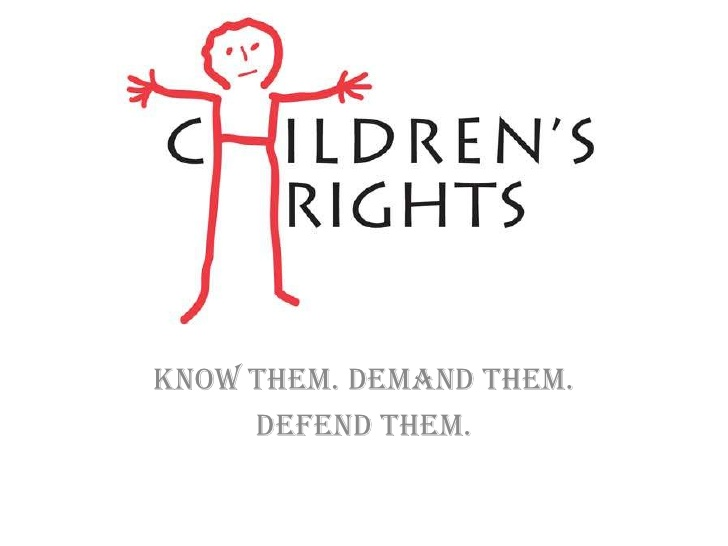 CHILDREN'S
RIGHTS
KNOW THEM. DEMAND THEM.
DEFEND THEM.